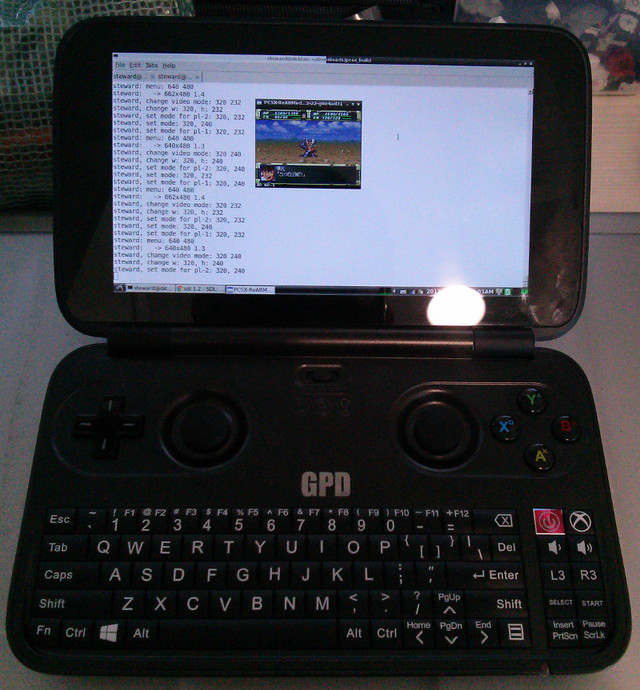 File Edit Tabs Help
steward@...
steward: menu: 640 480
steward: -> 662x480 1.4
steward, change video mode: 320 232
steward, change w: 320, h: 232
steward, set mode for pl-2: 320, 232
steward, set mode: 320, 240
steward, set mode for pl-1: 320, 232
steward: menu: 640 480
steward: -> 640x480 1.3
steward, change video mode: 320 240
steward, change w: 320, h: 240
steward, set mode for pl-2: 320, 240
steward, set mode: 320, 232
steward, set mode for pl-1: 320, 240
steward: menu: 640 480
steward: -> 662x480 1.4
steward, change video mode: 320 232
steward, change w: 320, h: 232
steward, set mode for pl-2: 320, 232
steward, set mode: 320, 240
steward, set mode for pl-1: 320, 232
steward: menu: 640 480
steward: -> 640x480 1.3
steward, change video mode: 320 240
steward, change w: 320, h: 240
steward, set mode for pl-2: 320, 240
Y
X B
A
GPD
Esc ~ ` ! 1 F1 @ 2 F2 # 3 F3 $ 4 F4 % 5 F5 ^ 6 F6 & 7 F7 * 8 F8 ( 9 F9 ) 0 F10 - F11 + = F12
Tab Q W E R T Y U I O P { [ } ] | \ Del
Caps A S D F G H J K L : ; " ' Enter L3 R3
Shift Z X C V B N M < , > . ? / PgUp Shift SELECT START
Fn Ctrl Alt Alt Ctrl Home PgDn End Insert PrtScn Pause ScrLk